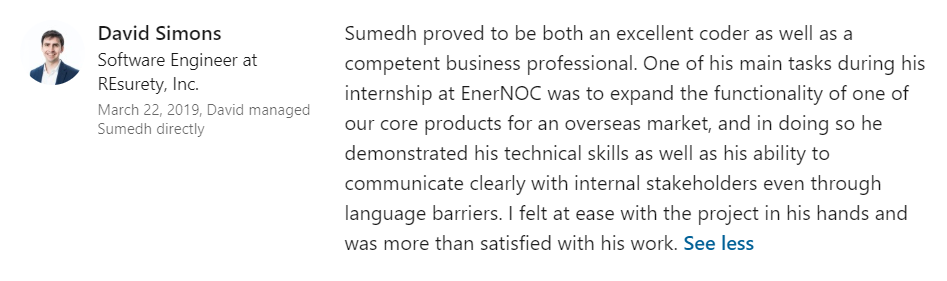 David Simons
Software Engineer at
REsurety, Inc.
March 22, 2019, David managed
Sumedh directly
Sumedh proved to be both an excellent coder as well as a
competent business professional. One of his main tasks during his
internship at EnerNOC was to expand the functionality of one of
our core products for an overseas market, and in doing so he
demonstrated his technical skills as well as his ability to
communicate clearly with internal stakeholders even through
language barriers. I felt at ease with the project in his hands and
was more than satisfied with his work. See less